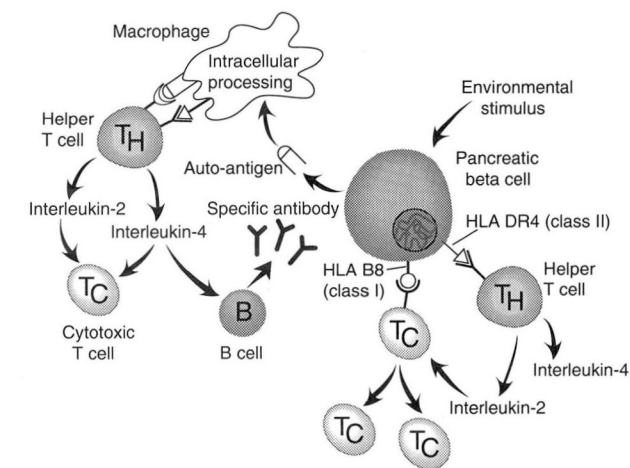 Macrophage
Intracellular
processing
Helper
T cell
TH
Environmental
stimulus
Pancreatic
beta cell
Auto-antigen
Interleukin-2
Interleukin-4
Specific antibody
HLA DR4 (class II)
HLA B8
(class I)
Helper
T cell
TH
TC
Cytotoxic
T cell
B
B cell
TC
Interleukin-4
Interleukin-2
TC
TC